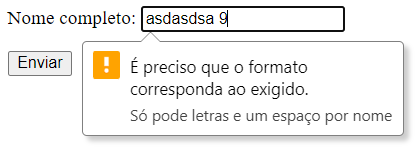 Nome completo: asdasdsa 9
Enviar
É preciso que o formato
corresponda ao exigido.
Só pode letras e um espaço por nome